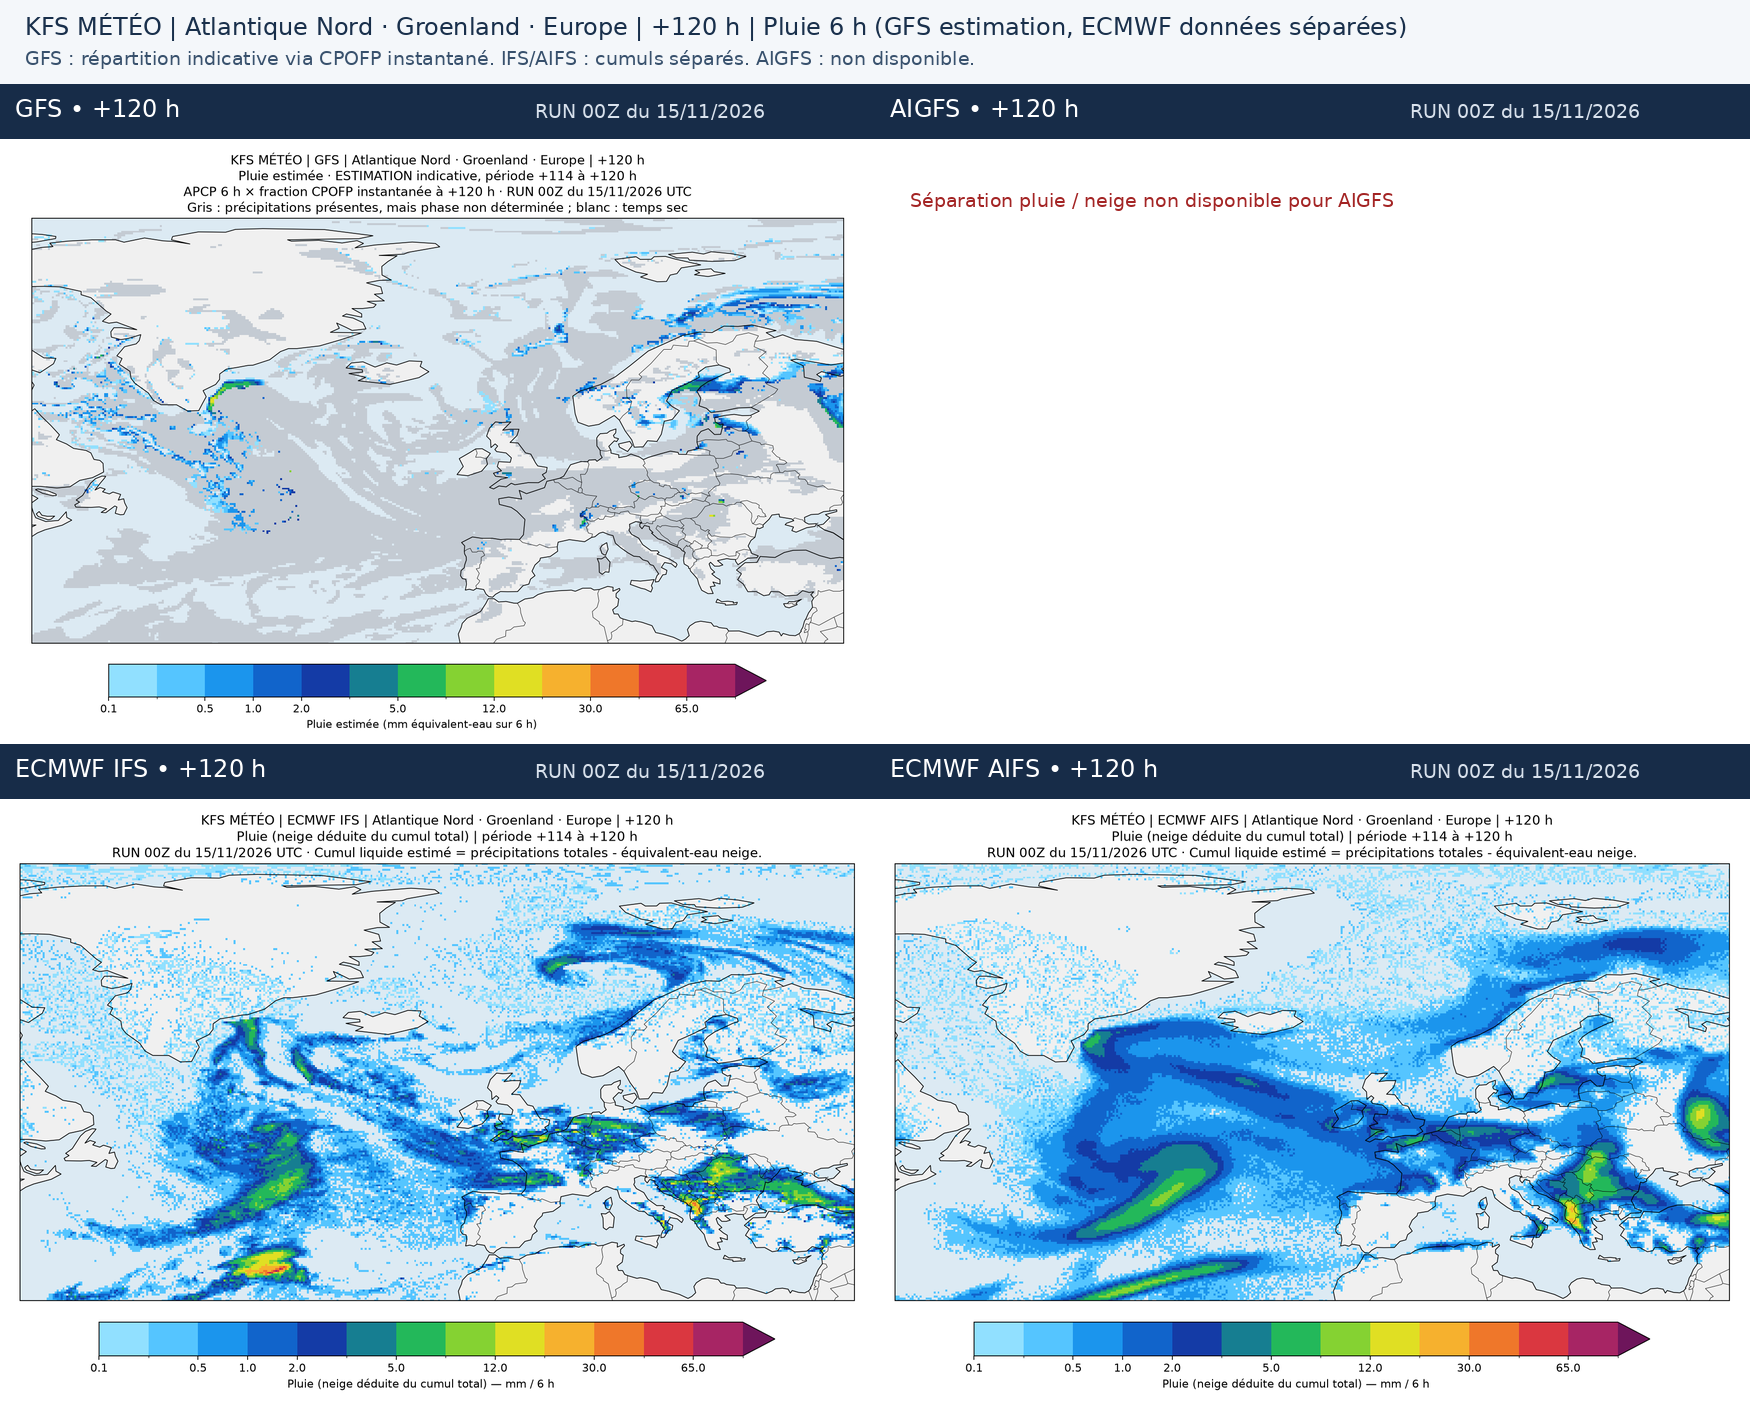 KFS MÉTÉO | Atlantique Nord · Groenland · Europe | +120 h | Pluie 6 h (GFS estimation, ECMWF données séparées)
GFS : répartition indicative via CPOFP instantané. IFS/AIFS : cumuls séparés. AIGFS : non disponible.
GFS • +120 h RUN 00Z du 15/11/2026
AIGFS • +120 h RUN 00Z du 15/11/2026
KFS MÉTÉO | GFS | Atlantique Nord · Groenland · Europe | +120 h
Pluie estimée · ESTIMATION indicative, période +114 à +120 h
APCP 6 h × fraction CPOFP instantanée à +120 h · RUN 00Z du 15/11/2026 UTC
Gris : précipitations présentes, mais phase non déterminée ; blanc : temps sec
Séparation pluie / neige non disponible pour AIGFS
0.1 0.5 1.0 2.0 5.0 12.0 30.0 65.0
Pluie estimée (mm équivalent-eau sur 6 h)
ECMWF IFS • +120 h RUN 00Z du 15/11/2026
ECMWF AIFS • +120 h RUN 00Z du 15/11/2026
KFS MÉTÉO | ECMWF IFS | Atlantique Nord · Groenland · Europe | +120 h
Pluie (neige déduite du cumul total) | période +114 à +120 h
RUN 00Z du 15/11/2026 UTC · Cumul liquide estimé = précipitations totales - équivalent-eau neige.
0.1 0.5 1.0 2.0 5.0 12.0 30.0 65.0
Pluie (neige déduite du cumul total) — mm / 6 h
KFS MÉTÉO | ECMWF AIFS | Atlantique Nord · Groenland · Europe | +120 h
Pluie (neige déduite du cumul total) | période +114 à +120 h
RUN 00Z du 15/11/2026 UTC · Cumul liquide estimé = précipitations totales - équivalent-eau neige.
0.1 0.5 1.0 2.0 5.0 12.0 30.0 65.0
Pluie (neige déduite du cumul total) — mm / 6 h